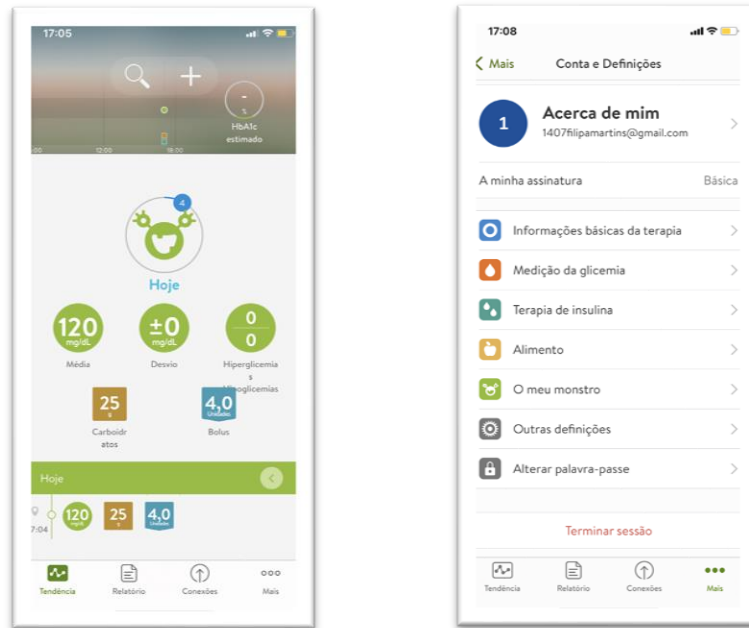 17:05
-
%
HbA1c
estimado
:00 12:00 18:00
4
Hoje
120
mg/dL
Média
±0
mg/dL
Desvio
0
0
Hiperglicemia
s
Hipoglicemias
25
g
Carboidr
atos
4,0
Unidades
Bolus
Hoje
7:04
120
mg/dL
25
g
4,0
Unidades
Tendência Relatório Conexões Mais
17:08
Mais Conta e Definições
1
Acerca de mim
1407filipamartins@gmail.com
A minha assinatura Básica
Informações básicas da terapia
Medição da glicemia
Terapia de insulina
Alimento
O meu monstro
Outras definições
Alterar palavra-passe
Terminar sessão
Tendência Relatório Conexões Mais